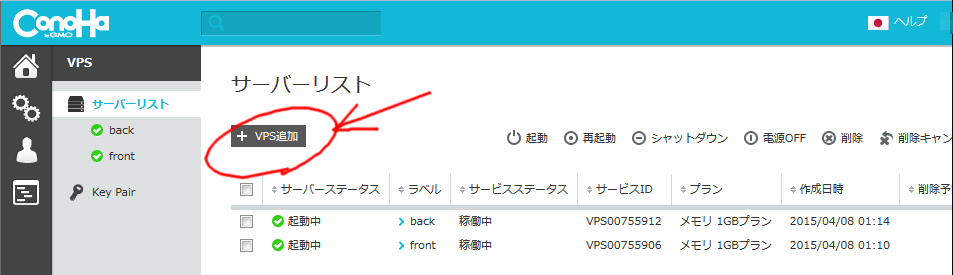 ConoHa by GMO
ヘルプ
VPS
サーバーリスト
back
front
Key Pair
サーバーリスト
+ VPS追加
起動 再起動 シャットダウン 電源OFF 削除 削除キャン
サーバーステータス ラベル サービスステータス サービスID プラン 作成日時 削除予
起動中 back 稼働中 VPS00755912 メモリ 1GBプラン 2015/04/08 01:14
起動中 front 稼働中 VPS00755906 メモリ 1GBプラン 2015/04/08 01:10